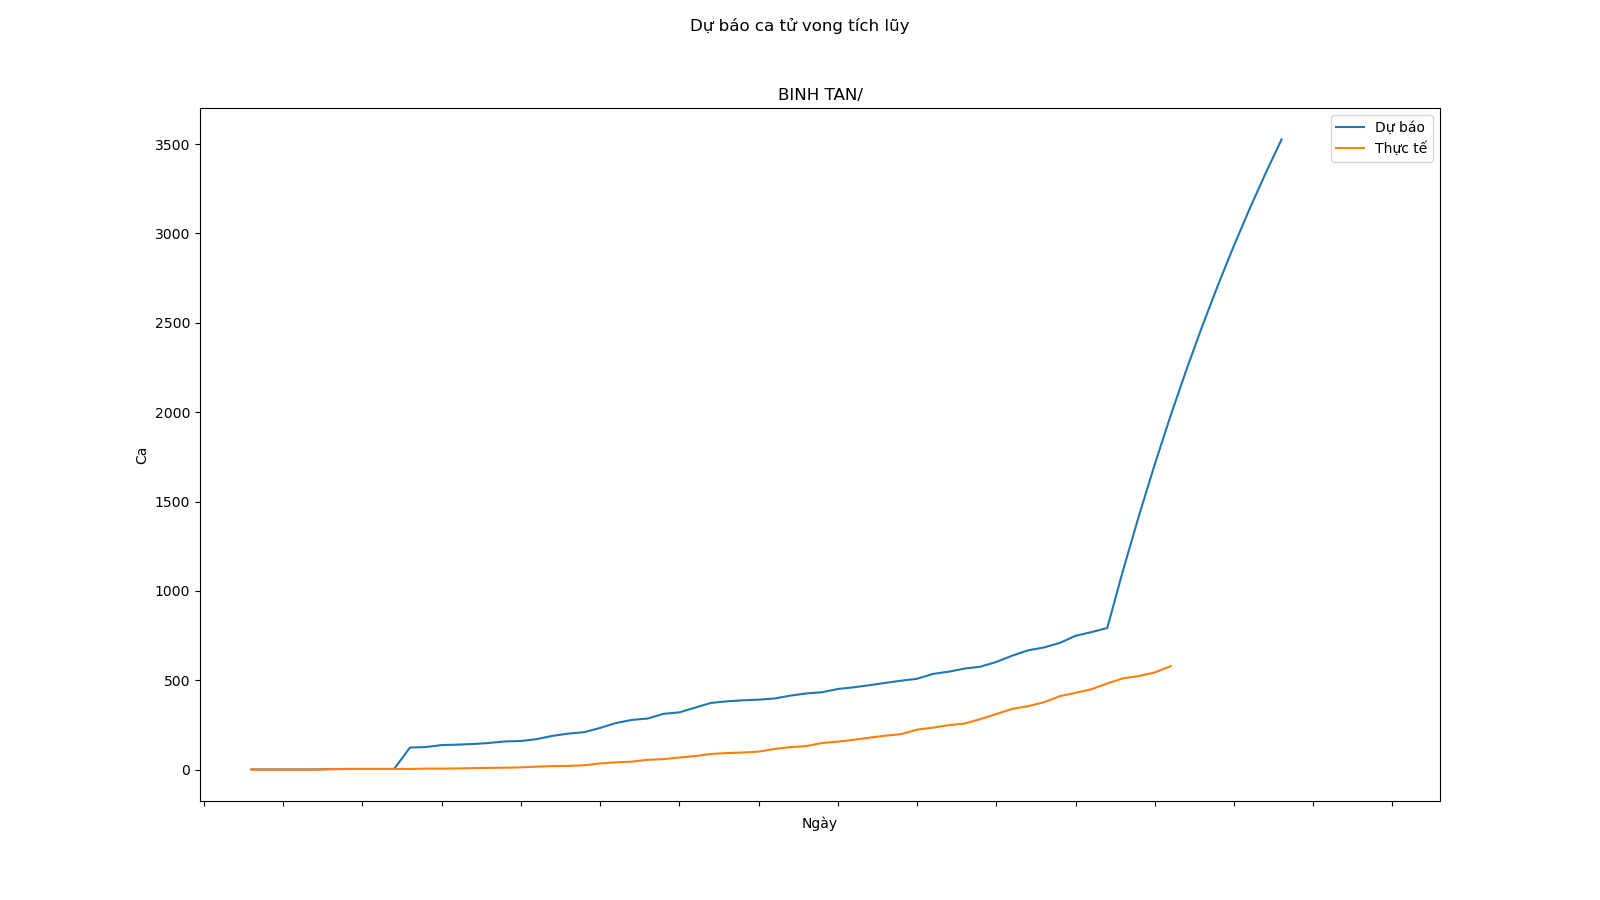 Dự báo ca tử vong tích lũy
BINH TAN/
Dự báo
Thực tế
3500
3000
2500
2000
1500
1000
500
0
Ca
Ngày